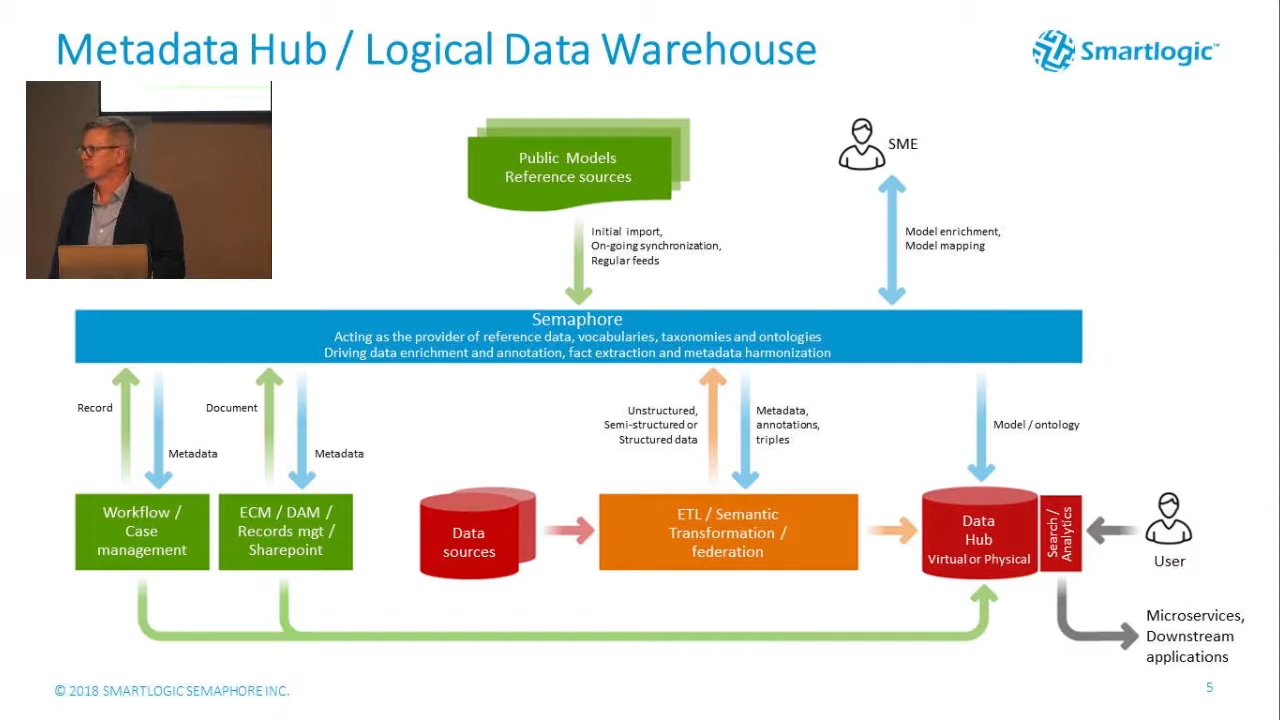 Metadata Hub / Logical Data Warehouse
Smartlogic™
Public Models
Reference sources
SME
Initial import,
On-going synchronization,
Regular feeds
Model enrichment,
Model mapping
Semaphore
Acting as the provider of reference data, vocabularies, taxonomies and ontologies
Driving data enrichment and annotation, fact extraction and metadata harmonization
Record
Metadata
Document
Metadata
Unstructured,
Semi-structured or
Structured data
Metadata,
annotations,
triples
Model / ontology
Workflow /
Case
management
ECM / DAM /
Records mgt /
Sharepoint
Data
sources
ETL / Semantic
Transformation /
federation
Data
Hub
Virtual or Physical
Search /
Analytics
User
Microservices,
Downstream
applications
© 2018 SMARTLOGIC SEMAPHORE INC.
5